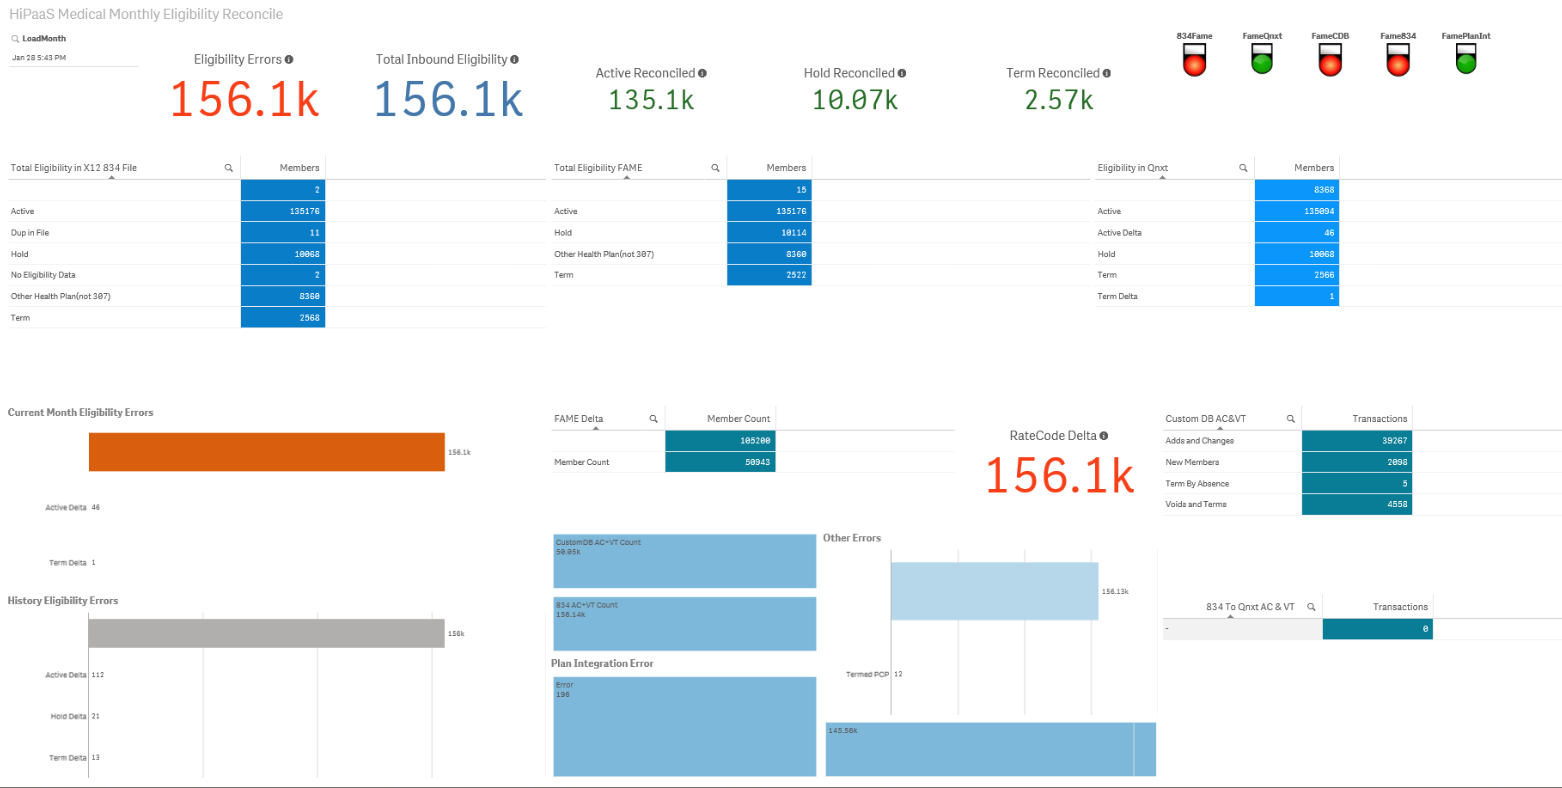 HiPaaS Medical Monthly Eligibility Reconcile
LoadMonth
Jan 28 5:43 PM
Eligibility Errors
156.1k
Total Inbound Eligibility
156.1k
Active Reconciled
135.1k
Hold Reconciled
10.07k
Term Reconciled
2.57k
834Fame FameQnxt FameCDB Fame834 FamePlanInt
Total Eligibility in X12 834 File Members
2
Active 135176
Dup in File 11
Hold 10068
No Eligibility Data 2
Other Health Plan(not 307) 8360
Term 2568
Total Eligibility FAME Members
15
Active 135176
Hold 10114
Other Health Plan(not 307) 8360
Term 2522
Eligibility in Qnxt Members
8368
Active 135094
Active Delta 46
Hold 10068
Term 2566
Term Delta 1
Current Month Eligibility Errors
156.1k
Active Delta 46
Term Delta 1
History Eligibility Errors
156k
Active Delta 112
Hold Delta 21
Term Delta 13
FAME Delta Member Count
105200
Member Count 50943
RateCode Delta
156.1k
Custom DB AC&VT Transactions
Adds and Changes 39267
New Members 2098
Term By Absence 5
Voids and Terms 4558
CustomDB AC+VT Count
50.05k
834 AC+VT Count
156.14k
Plan Integration Error
Error
196
Other Errors
156.13k
Termed PCP 12
145.56k
834 To Qnxt AC & VT Transactions
- 0